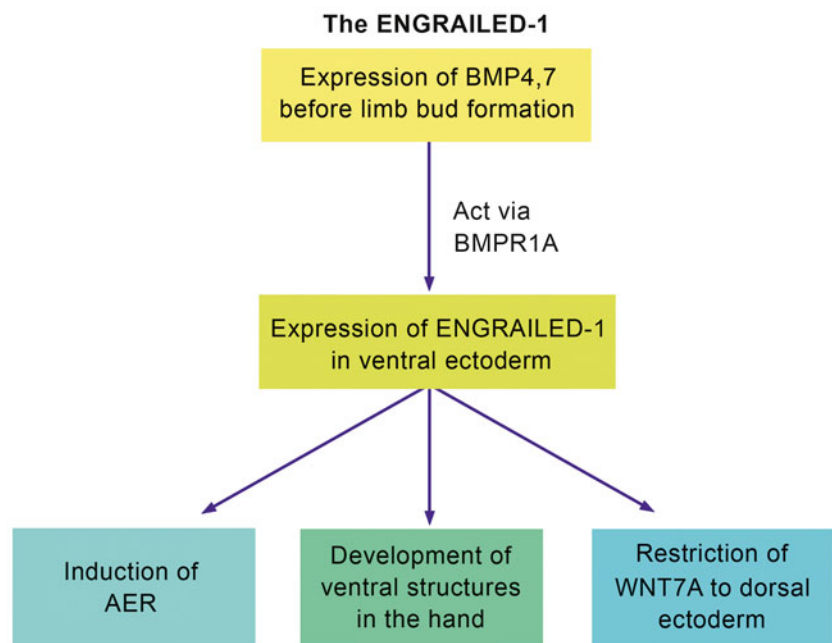 The ENGRAILED-1
Expression of BMP4,7
before limb bud formation
Act via
BMPR1A
Expression of ENGRAILED-1
in ventral ectoderm
Induction of
AER
Development of
ventral structures
in the hand
Restriction of
WNT7A to dorsal
ectoderm